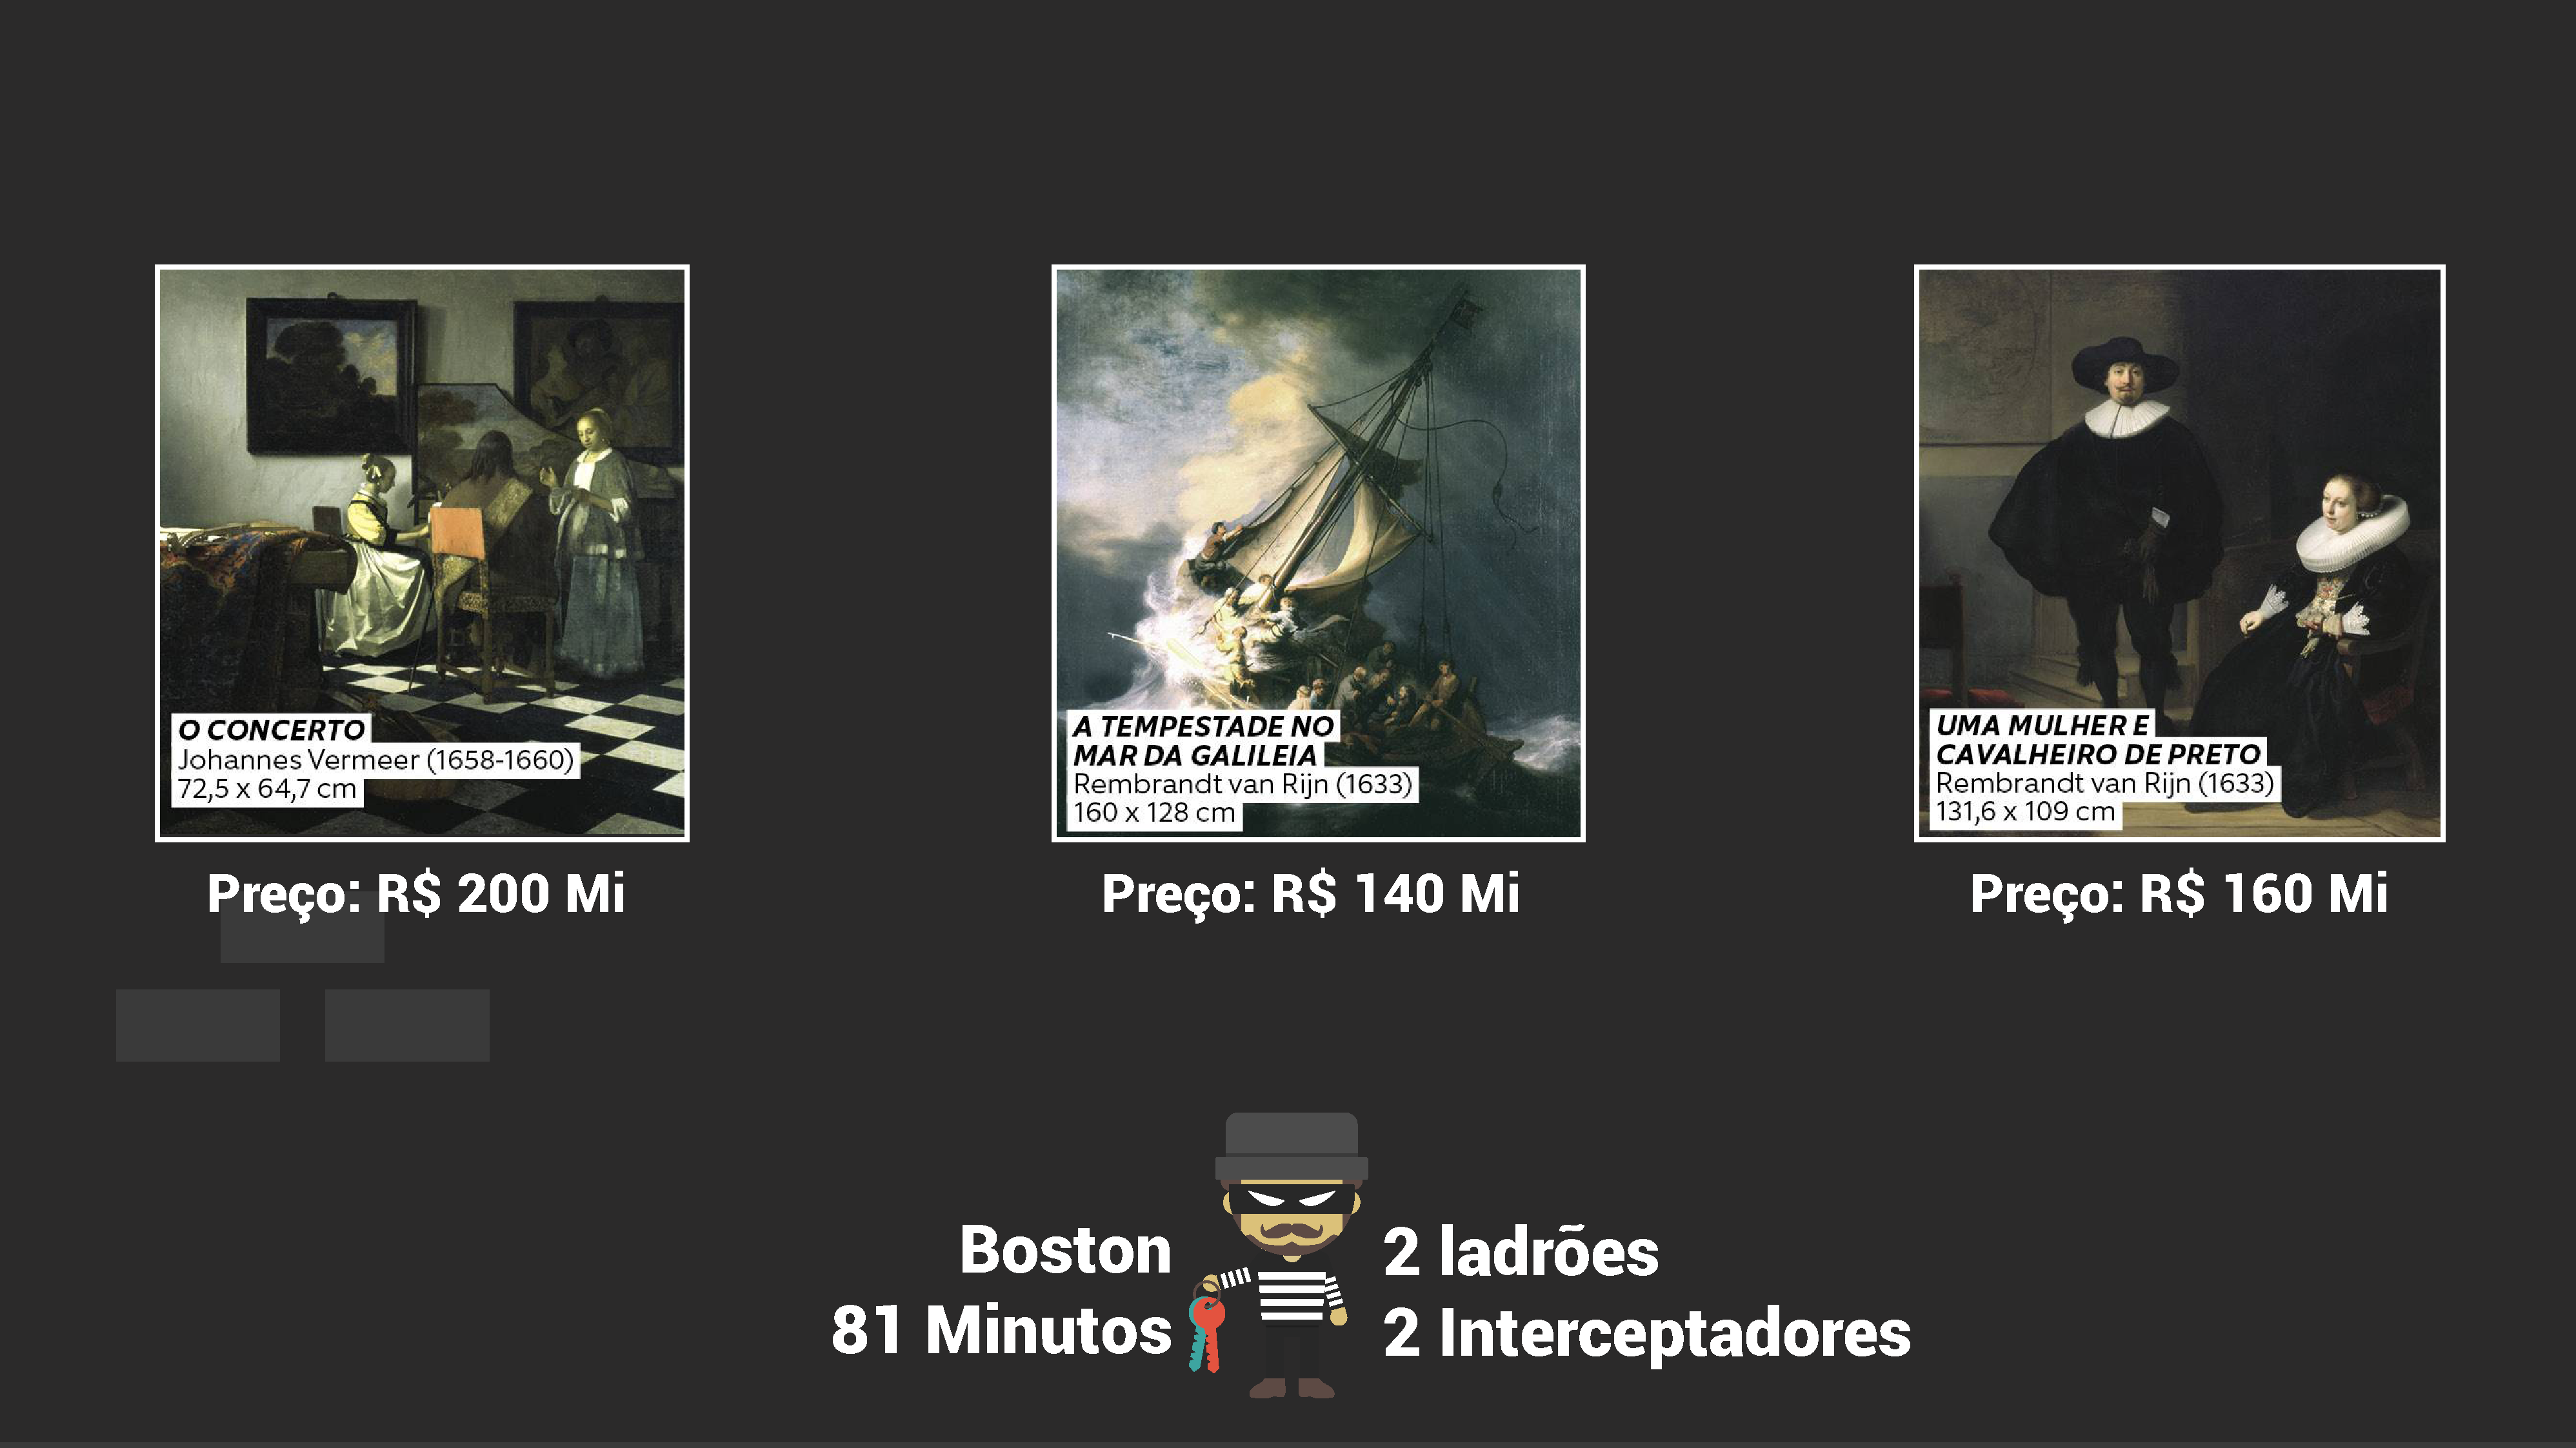 O CONCERTO
Johannes Vermeer (1658-1660)
72,5 x 64,7 cm
Preço: R$ 200 Mi
A TEMPESTADE NO
MAR DA GALILEIA
Rembrandt van Rijn (1633)
160 x 128 cm
Preço: R$ 140 Mi
UMA MULHER E
CAVALHEIRO DE PRETO
Rembrandt van Rijn (1633)
131,6 x 109 cm
Preço: R$ 160 Mi
Boston
81 Minutos
2 ladrões
2 Interceptadores